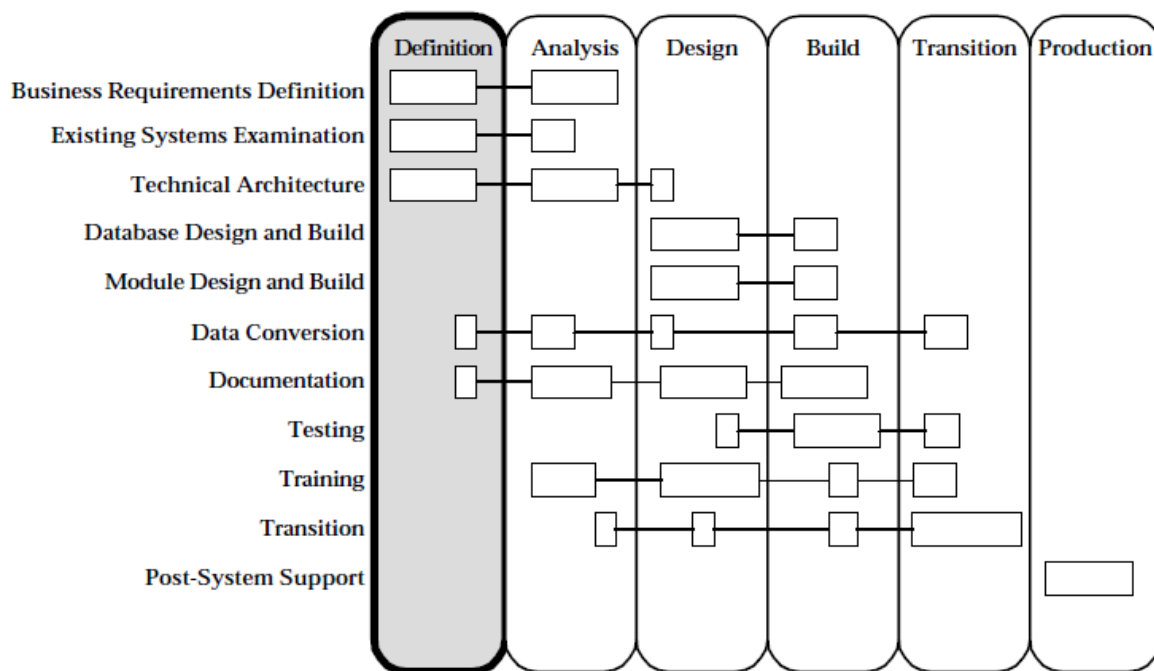 Definition Analysis Design Build Transition Production
Business Requirements Definition
Existing Systems Examination
Technical Architecture
Database Design and Build
Module Design and Build
Data Conversion
Documentation
Testing
Training
Transition
Post-System Support